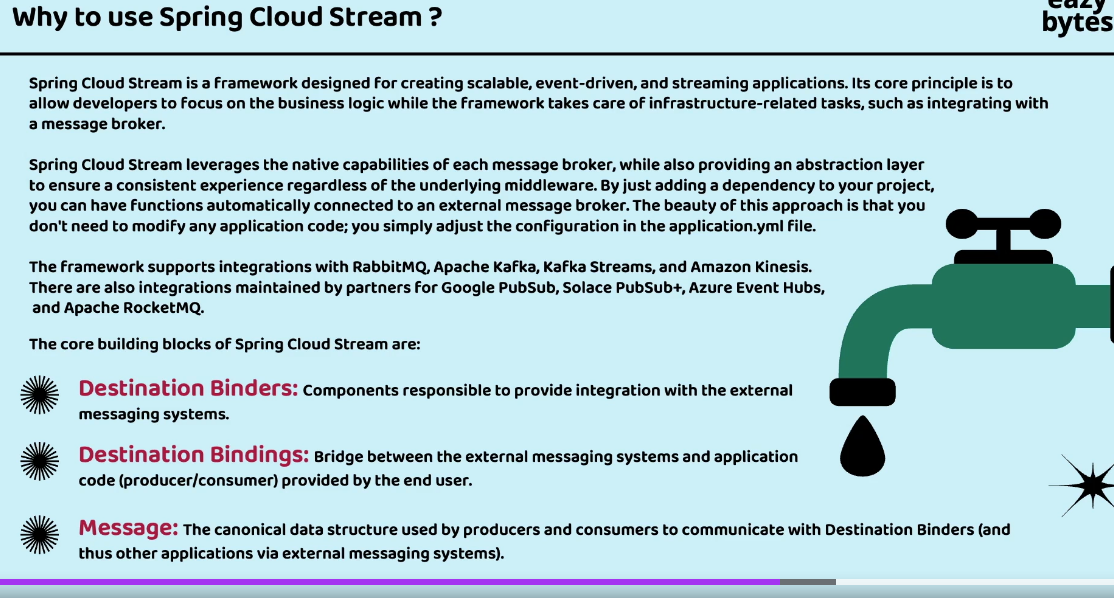 Why to use Spring Cloud Stream ?
eazy
bytes
Spring Cloud Stream is a framework designed for creating scalable, event-driven, and streaming applications. Its core principle is to
allow developers to focus on the business logic while the framework takes care of infrastructure-related tasks, such as integrating with
a message broker.
Spring Cloud Stream leverages the native capabilities of each message broker, while also providing an abstraction layer
to ensure a consistent experience regardless of the underlying middleware. By just adding a dependency to your project,
you can have functions automatically connected to an external message broker. The beauty of this approach is that you
don't need to modify any application code; you simply adjust the configuration in the application.yml file.
The framework supports integrations with RabbitMQ, Apache Kafka, Kafka Streams, and Amazon Kinesis.
There are also integrations maintained by partners for Google PubSub, Solace PubSub+, Azure Event Hubs,
and Apache RocketMQ.
The core building blocks of Spring Cloud Stream are:
Destination Binders: Components responsible to provide integration with the external
messaging systems.
Destination Bindings: Bridge between the external messaging systems and application
code (producer/consumer) provided by the end user.
Message: The canonical data structure used by producers and consumers to communicate with Destination Binders (and
thus other applications via external messaging systems).